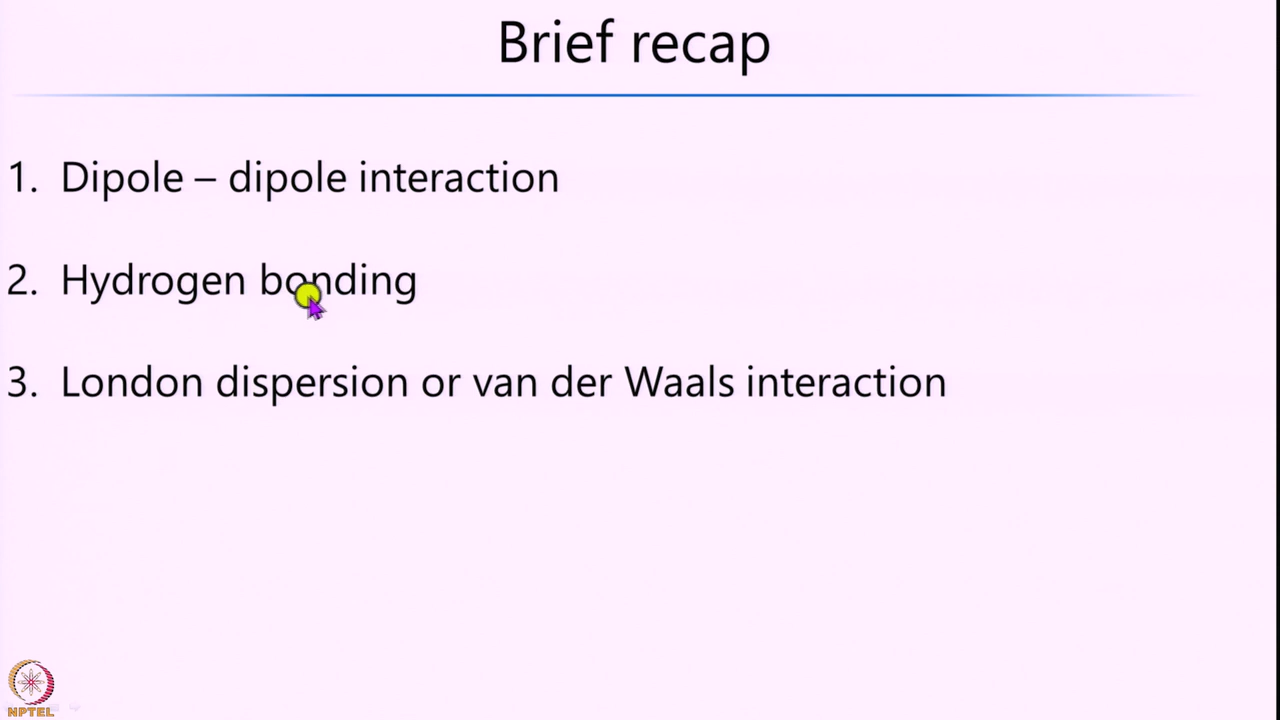 Brief recap
1. Dipole – dipole interaction
2. Hydrogen bonding
3. London dispersion or van der Waals interaction
NPTEL